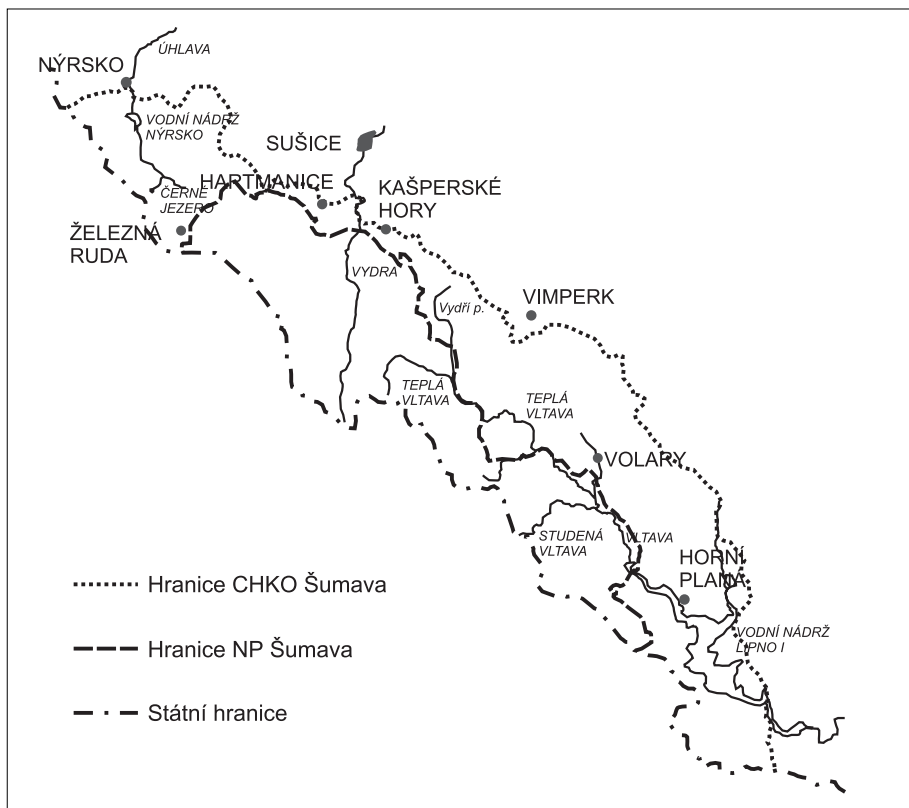 ÚHLAVA
NÝRSKO
VODNÍ NÁDRŽ
NÝRSKO
SUŠICE
HARTMANICE
KAŠPERSKÉ
HORY
ČERNÉ
JEZERO
ŽELEZNÁ
RUDA
VYDRA
Vydří p.
VIMPERK
TEPLÁ
VLTAVA
TEPLÁ
VLTAVA
VOLARY
STUDENÁ
VLTAVA
VLTAVA
HORNÍ
PLANÁ
VODNÍ NÁDRŽ
LIPNO I
Hranice CHKO Šumava
Hranice NP Šumava
Státní hranice